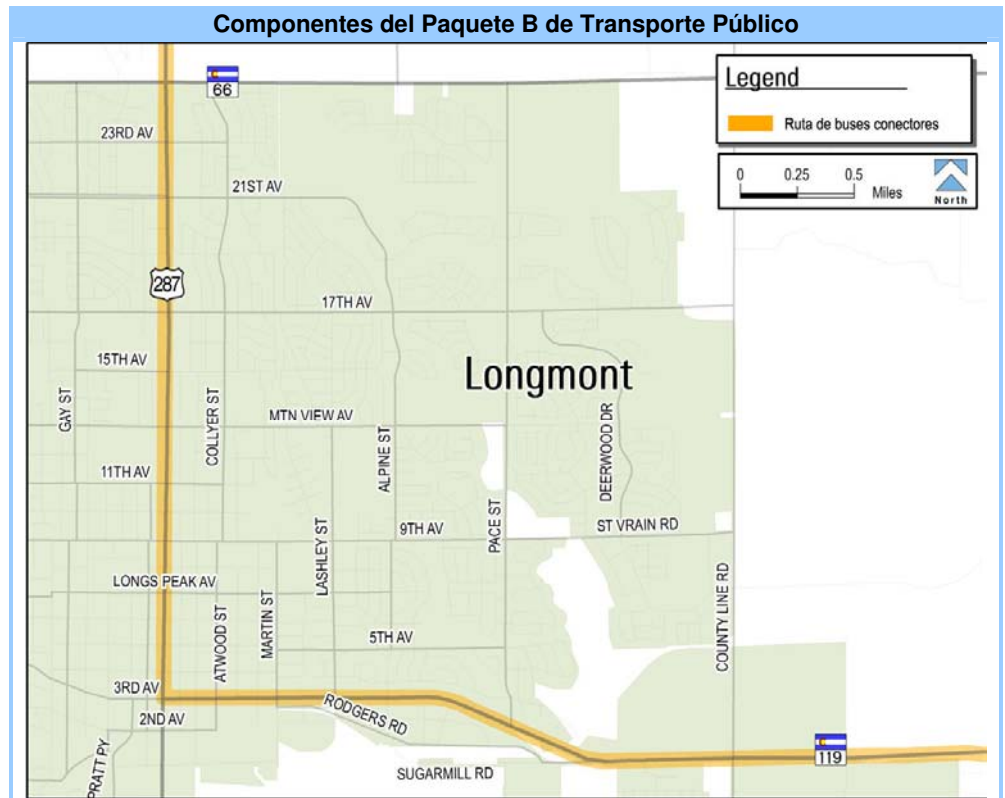 Componentes del Paquete B de Transporte Público
Legend
Ruta de buses conectores
0 0.25 0.5
Miles
North
66
23RD AV
21ST AV
287
17TH AV
15TH AV
Longmont
GAY ST
COLLYER ST
MTN VIEW AV
ALPINE ST
DEERWOOD DR
11TH AV
LASHLEY ST
9TH AV
PACE ST
ST VRAIN RD
LONGS PEAK AV
ATWOOD ST
MARTIN ST
5TH AV
COUNTY LINE RD
3RD AV
2ND AV
RODGERS RD
PRATT PY
SUGARMILL RD
119